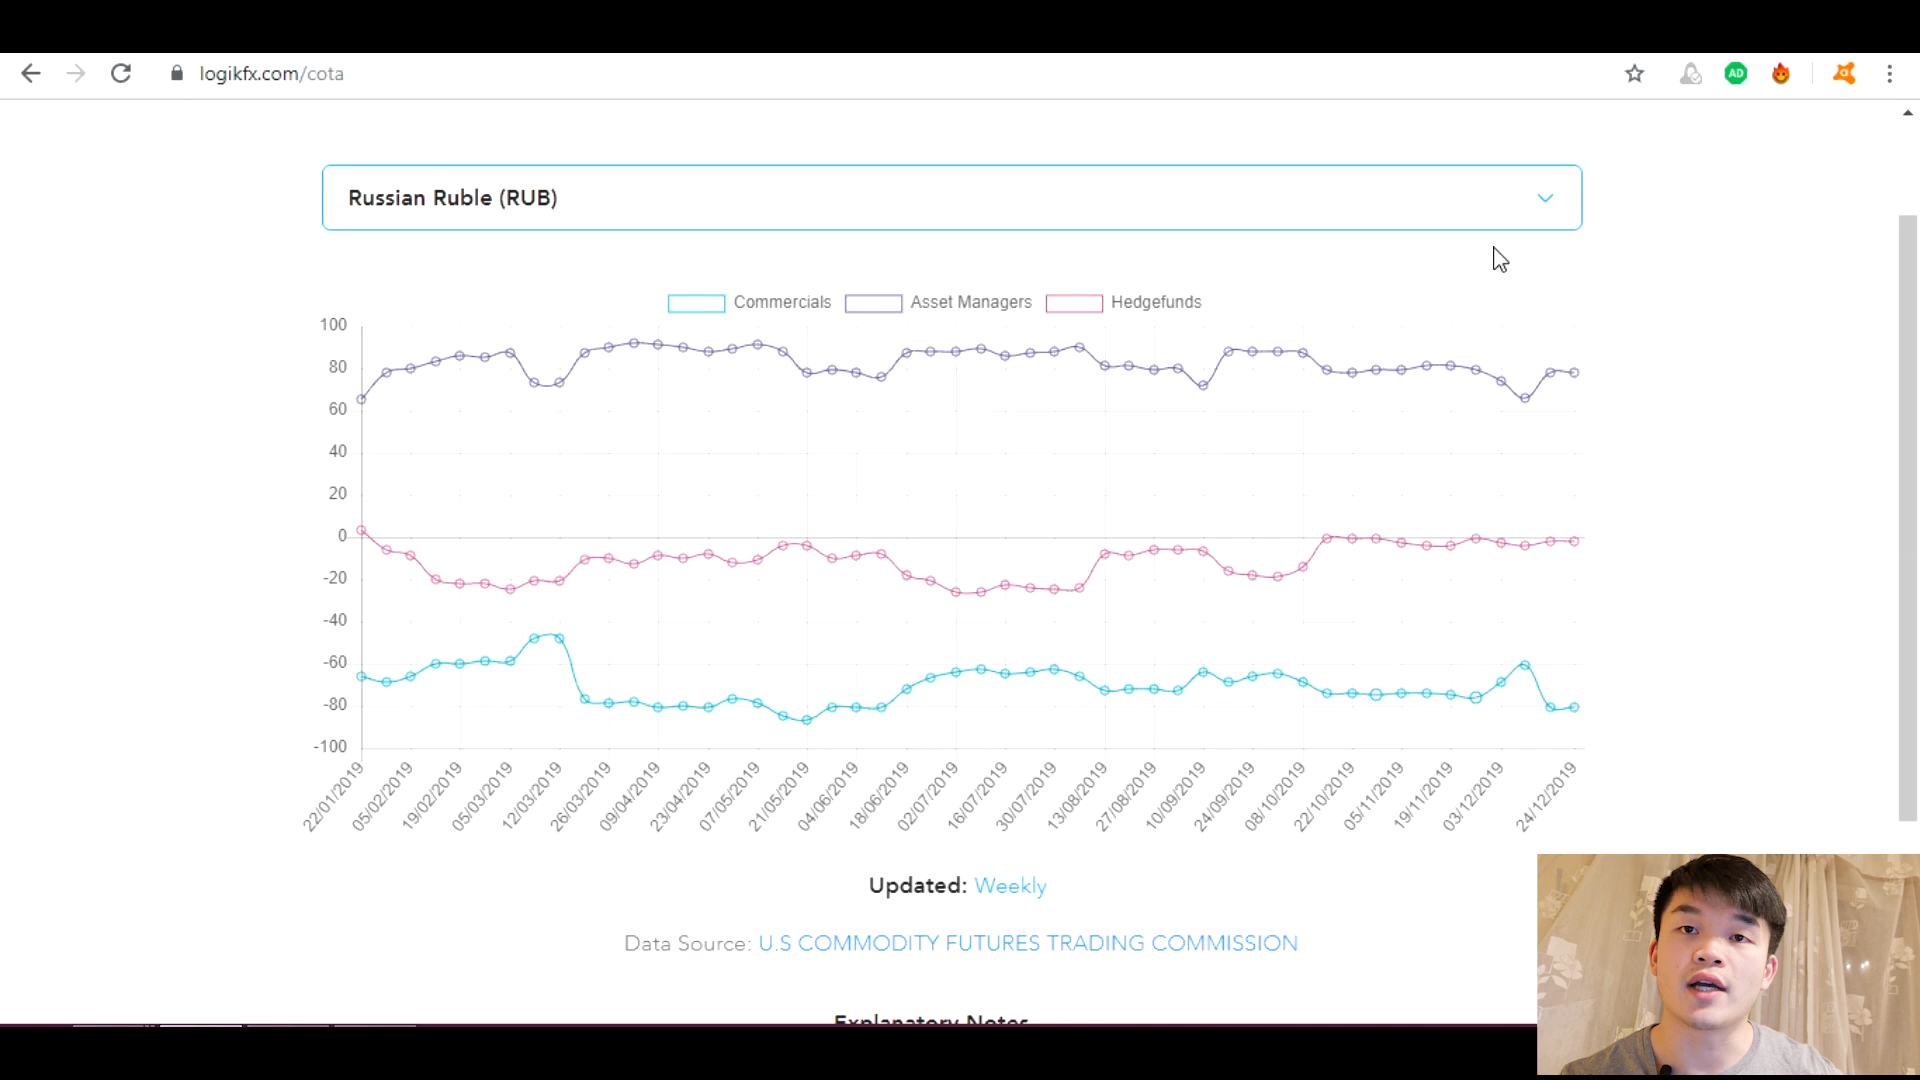 logikfx.com/cota
AD
Russian Ruble (RUB)
Commercials Asset Managers Hedgefunds
100
80
60
40
20
0
-20
-40
-60
-80
-100
22/01/2019 05/02/2019 19/02/2019 05/03/2019 12/03/2019 26/03/2019 09/04/2019 23/04/2019 07/05/2019 21/05/2019 04/06/2019 18/06/2019 02/07/2019 16/07/2019 30/07/2019 13/08/2019 27/08/2019 10/09/2019 24/09/2019 08/10/2019 22/10/2019 05/11/2019 19/11/2019 03/12/2019 24/12/2019
Updated: Weekly
Data Source: U.S COMMODITY FUTURES TRADING COMMISSION
Explanatory Notes